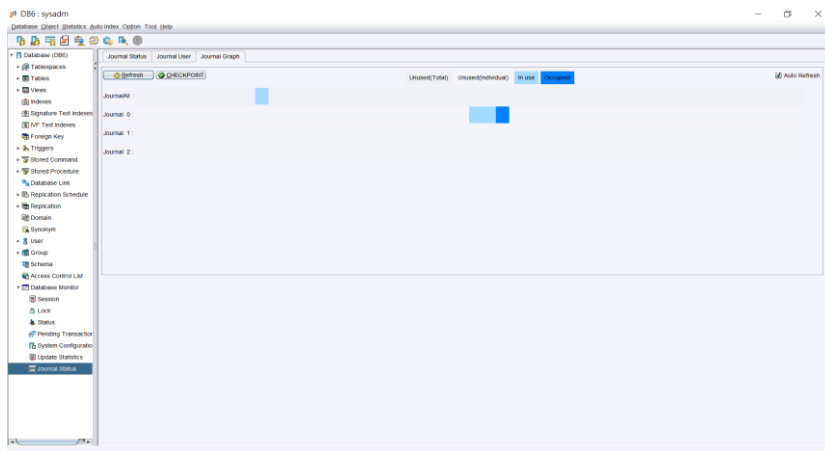 DB6 : sysadm
Database Object Statistics Auto Index Option Tool Help
Database (DB6)
Tablespaces
Tables
Views
Indexes
Signature Text Indexes
IVF Text Indexes
Foreign Key
Triggers
Stored Command
Stored Procedure
Database Link
Replication Schedule
Replication
Domain
Synonym
User
Group
Schema
Access Control List
Database Monitor
Session
Lock
Status
Pending Transaction
System Configuratio
Update Statistics
Journal Status
Journal Status Journal User Journal Graph
Refresh CHECKPOINT Unused(Total) Unused(Individual) In use Occupied Auto Refresh
JournalAll :
Journal 0 :
Journal 1 :
Journal 2 :